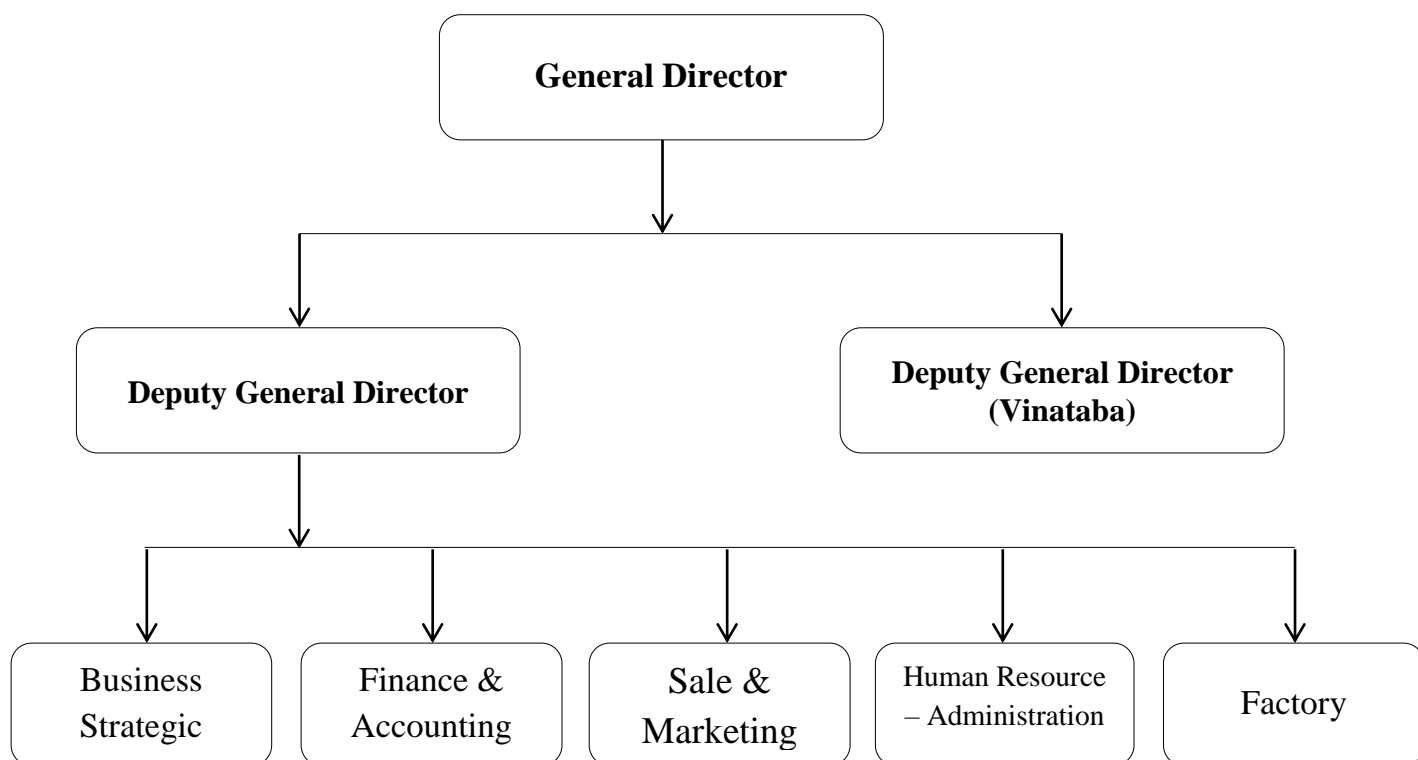 General Director
Deputy General Director
Deputy General Director
(Vinataba)
Business
Strategic
Finance &
Accounting
Sale &
Marketing
Human Resource
– Administration
Factory